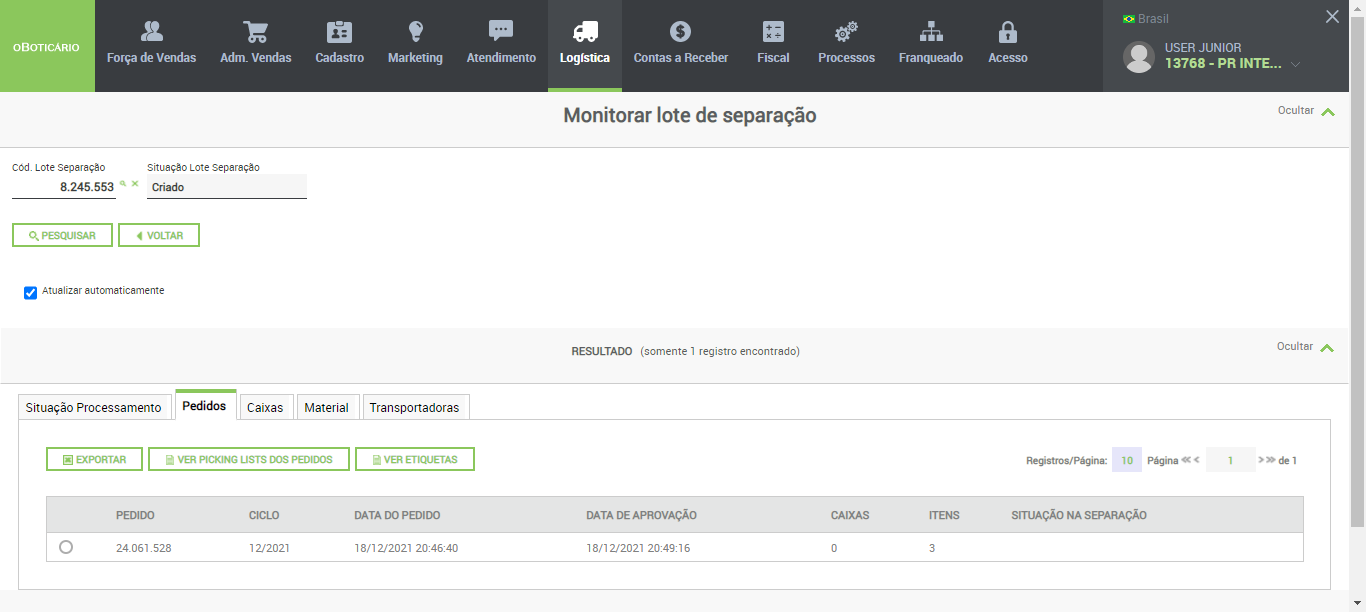 oBOTICÁRIO
Força de Vendas
Adm. Vendas
Cadastro
Marketing
Atendimento
Logística
Contas a Receber
Fiscal
Processos
Franqueado
Acesso
Brasil
USER JUNIOR
13768 - PR INTE...
Monitorar lote de separação
Ocultar
Cód. Lote Separação
Situação Lote Separação
8.245.553
Criado
PESQUISAR
VOLTAR
Atualizar automaticamente
RESULTADO (somente 1 registro encontrado)
Ocultar
Situação Processamento
Pedidos
Caixas
Material
Transportadoras
EXPORTAR
VER PICKING LISTS DOS PEDIDOS
VER ETIQUETAS
Registros/Página: 10 Página 1 de 1
PEDIDO CICLO DATA DO PEDIDO DATA DE APROVAÇÃO CAIXAS ITENS SITUAÇÃO NA SEPARAÇÃO
24.061.528 12/2021 18/12/2021 20:46:40 18/12/2021 20:49:16 0 3